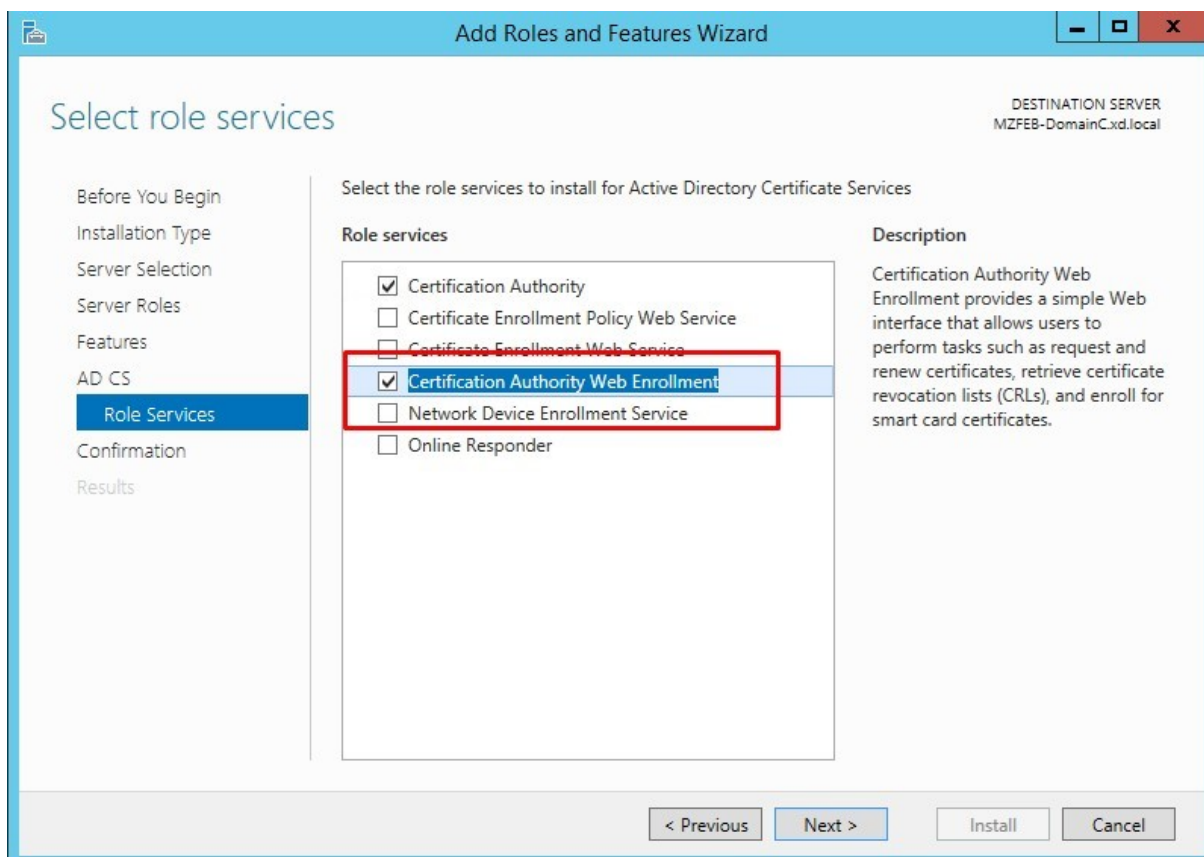 Add Roles and Features Wizard
Select role services
DESTINATION SERVER
MZFEB-DomainC.xd.local
Before You Begin
Installation Type
Server Selection
Server Roles
Features
AD CS
Role Services
Confirmation
Results
Select the role services to install for Active Directory Certificate Services
Role services
Certification Authority
Certificate Enrollment Policy Web Service
Certificate Enrollment Web Service
Certification Authority Web Enrollment
Network Device Enrollment Service
Online Responder
Description
Certification Authority Web
Enrollment provides a simple Web
interface that allows users to
perform tasks such as request and
renew certificates, retrieve certificate
revocation lists (CRLs), and enroll for
smart card certificates.
< Previous
Next >
Install
Cancel